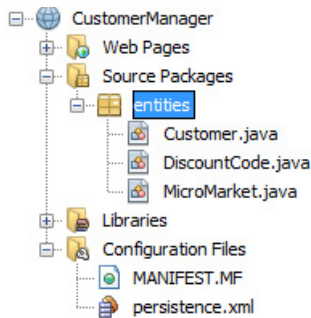 CustomerManager
Web Pages
Source Packages
entities
Customer.java
DiscountCode.java
MicroMarket.java
Libraries
Configuration Files
MANIFEST.MF
persistence.xml